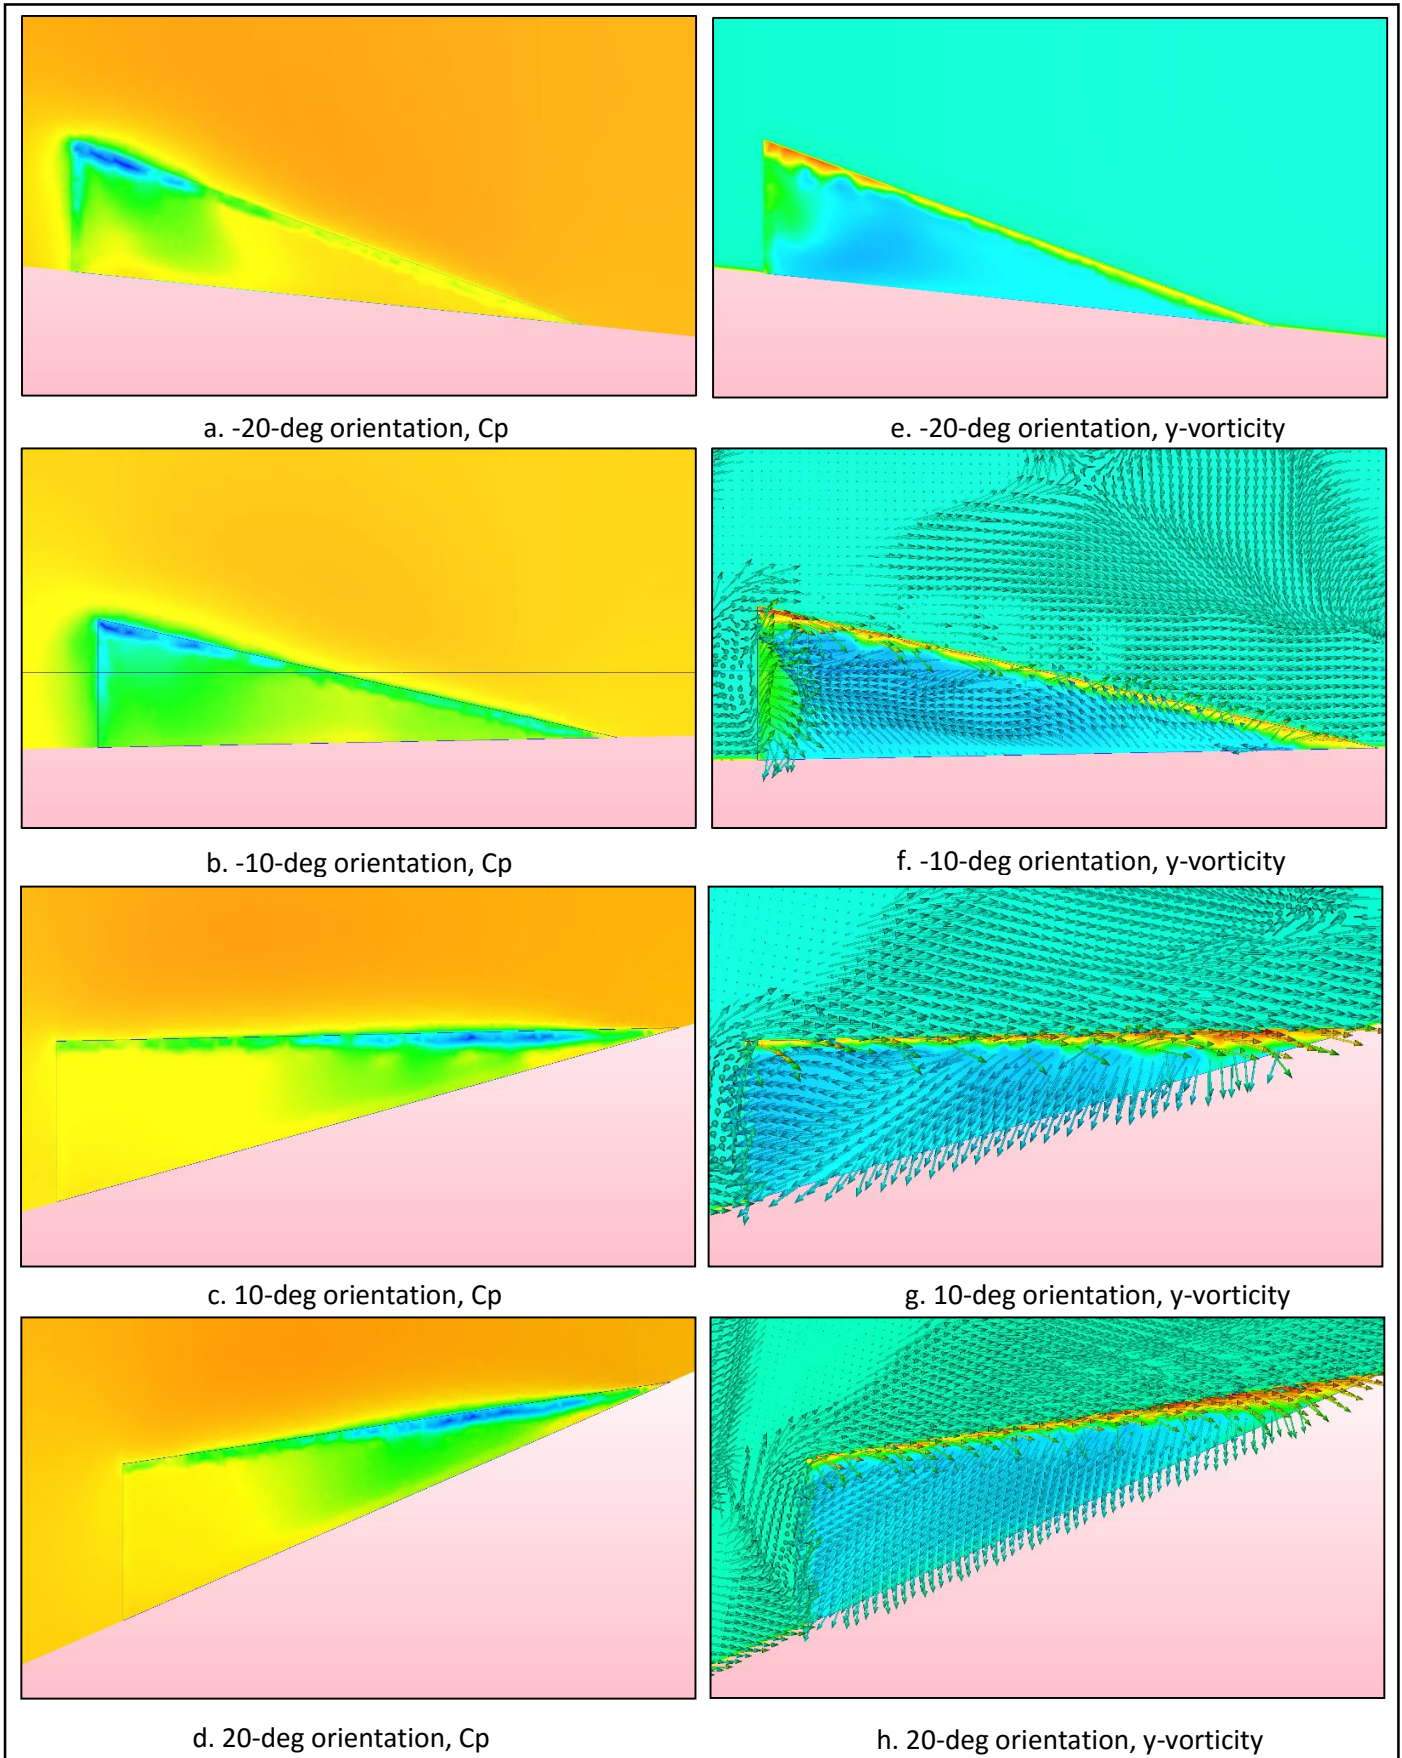 a. -20-deg orientation, Cp
e. -20-deg orientation, y-vorticity
b. -10-deg orientation, Cp
f. -10-deg orientation, y-vorticity
c. 10-deg orientation, Cp
g. 10-deg orientation, y-vorticity
d. 20-deg orientation, Cp
h. 20-deg orientation, y-vorticity